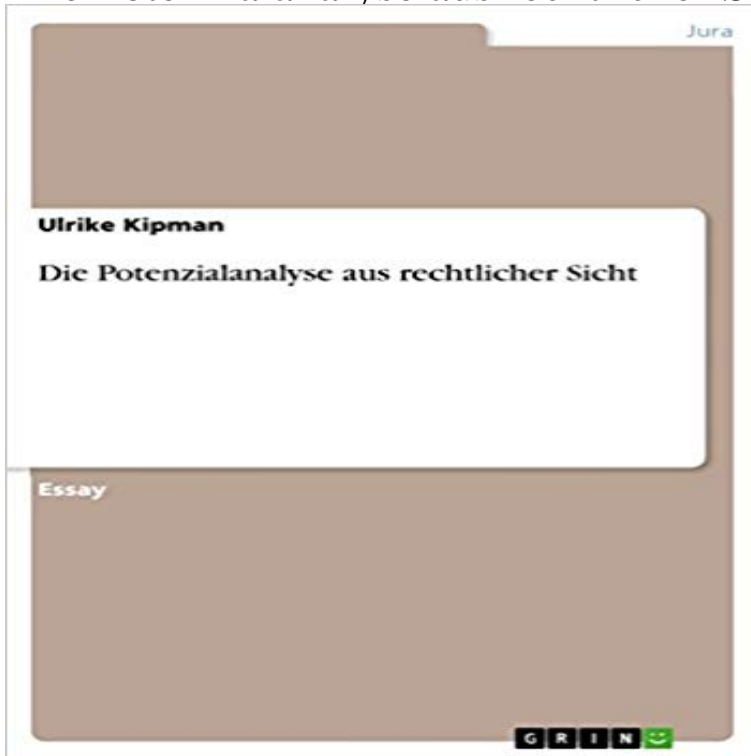 Jura
Ulrike Kipman
Die Potenzialanalyse aus rechtlicher Sicht
Essay
GRIN